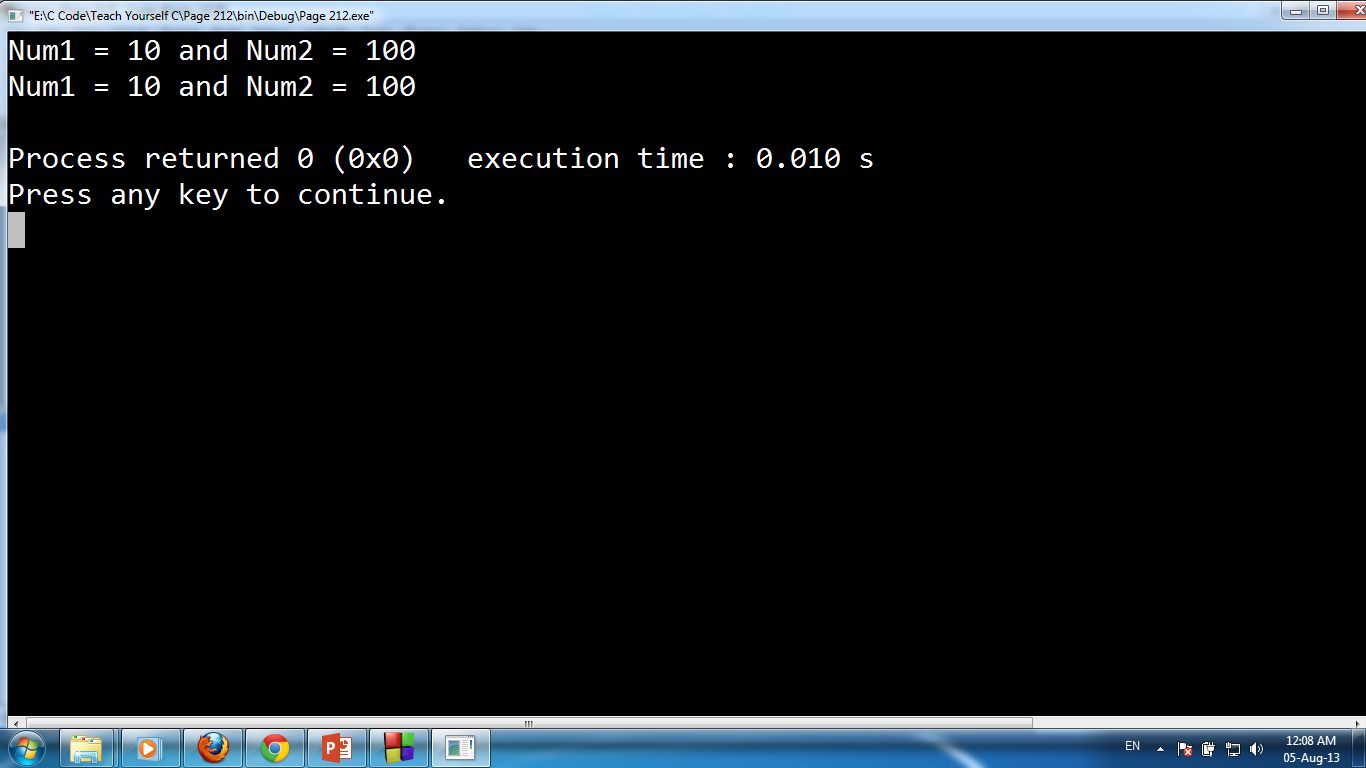 "E:\C Code\Teach Yourself C\Page 212\bin\Debug\Page 212.exe"
Num1 = 10 and Num2 = 100
Num1 = 10 and Num2 = 100
Process returned 0 (0x0)   execution time : 0.010 s
Press any key to continue.
EN
12:08 AM
05-Aug-13